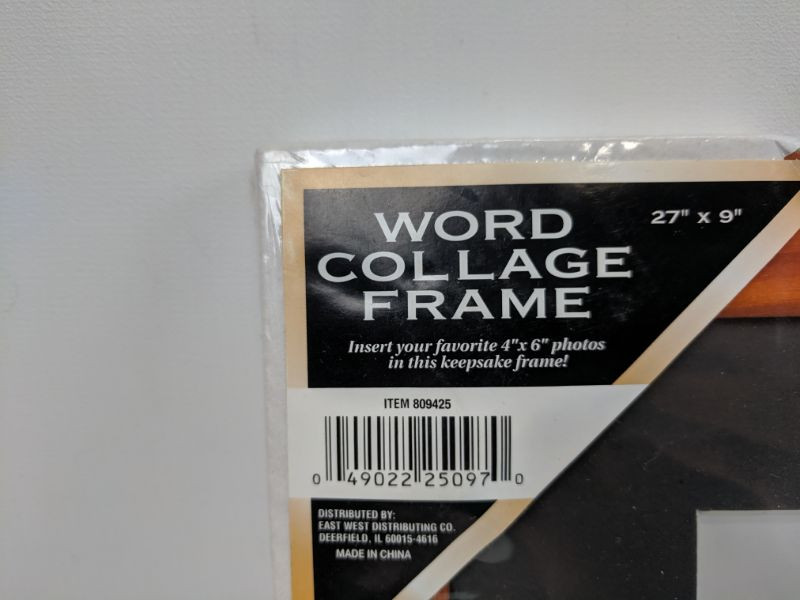 WORD
COLLAGE
FRAME
27" x 9"
Insert your favorite 4"x 6" photos
in this keepsake frame!
ITEM 809425
0 49022 25097 0
DISTRIBUTED BY:
EAST WEST DISTRIBUTING CO.
DEERFIELD, IL 60015-4616
MADE IN CHINA